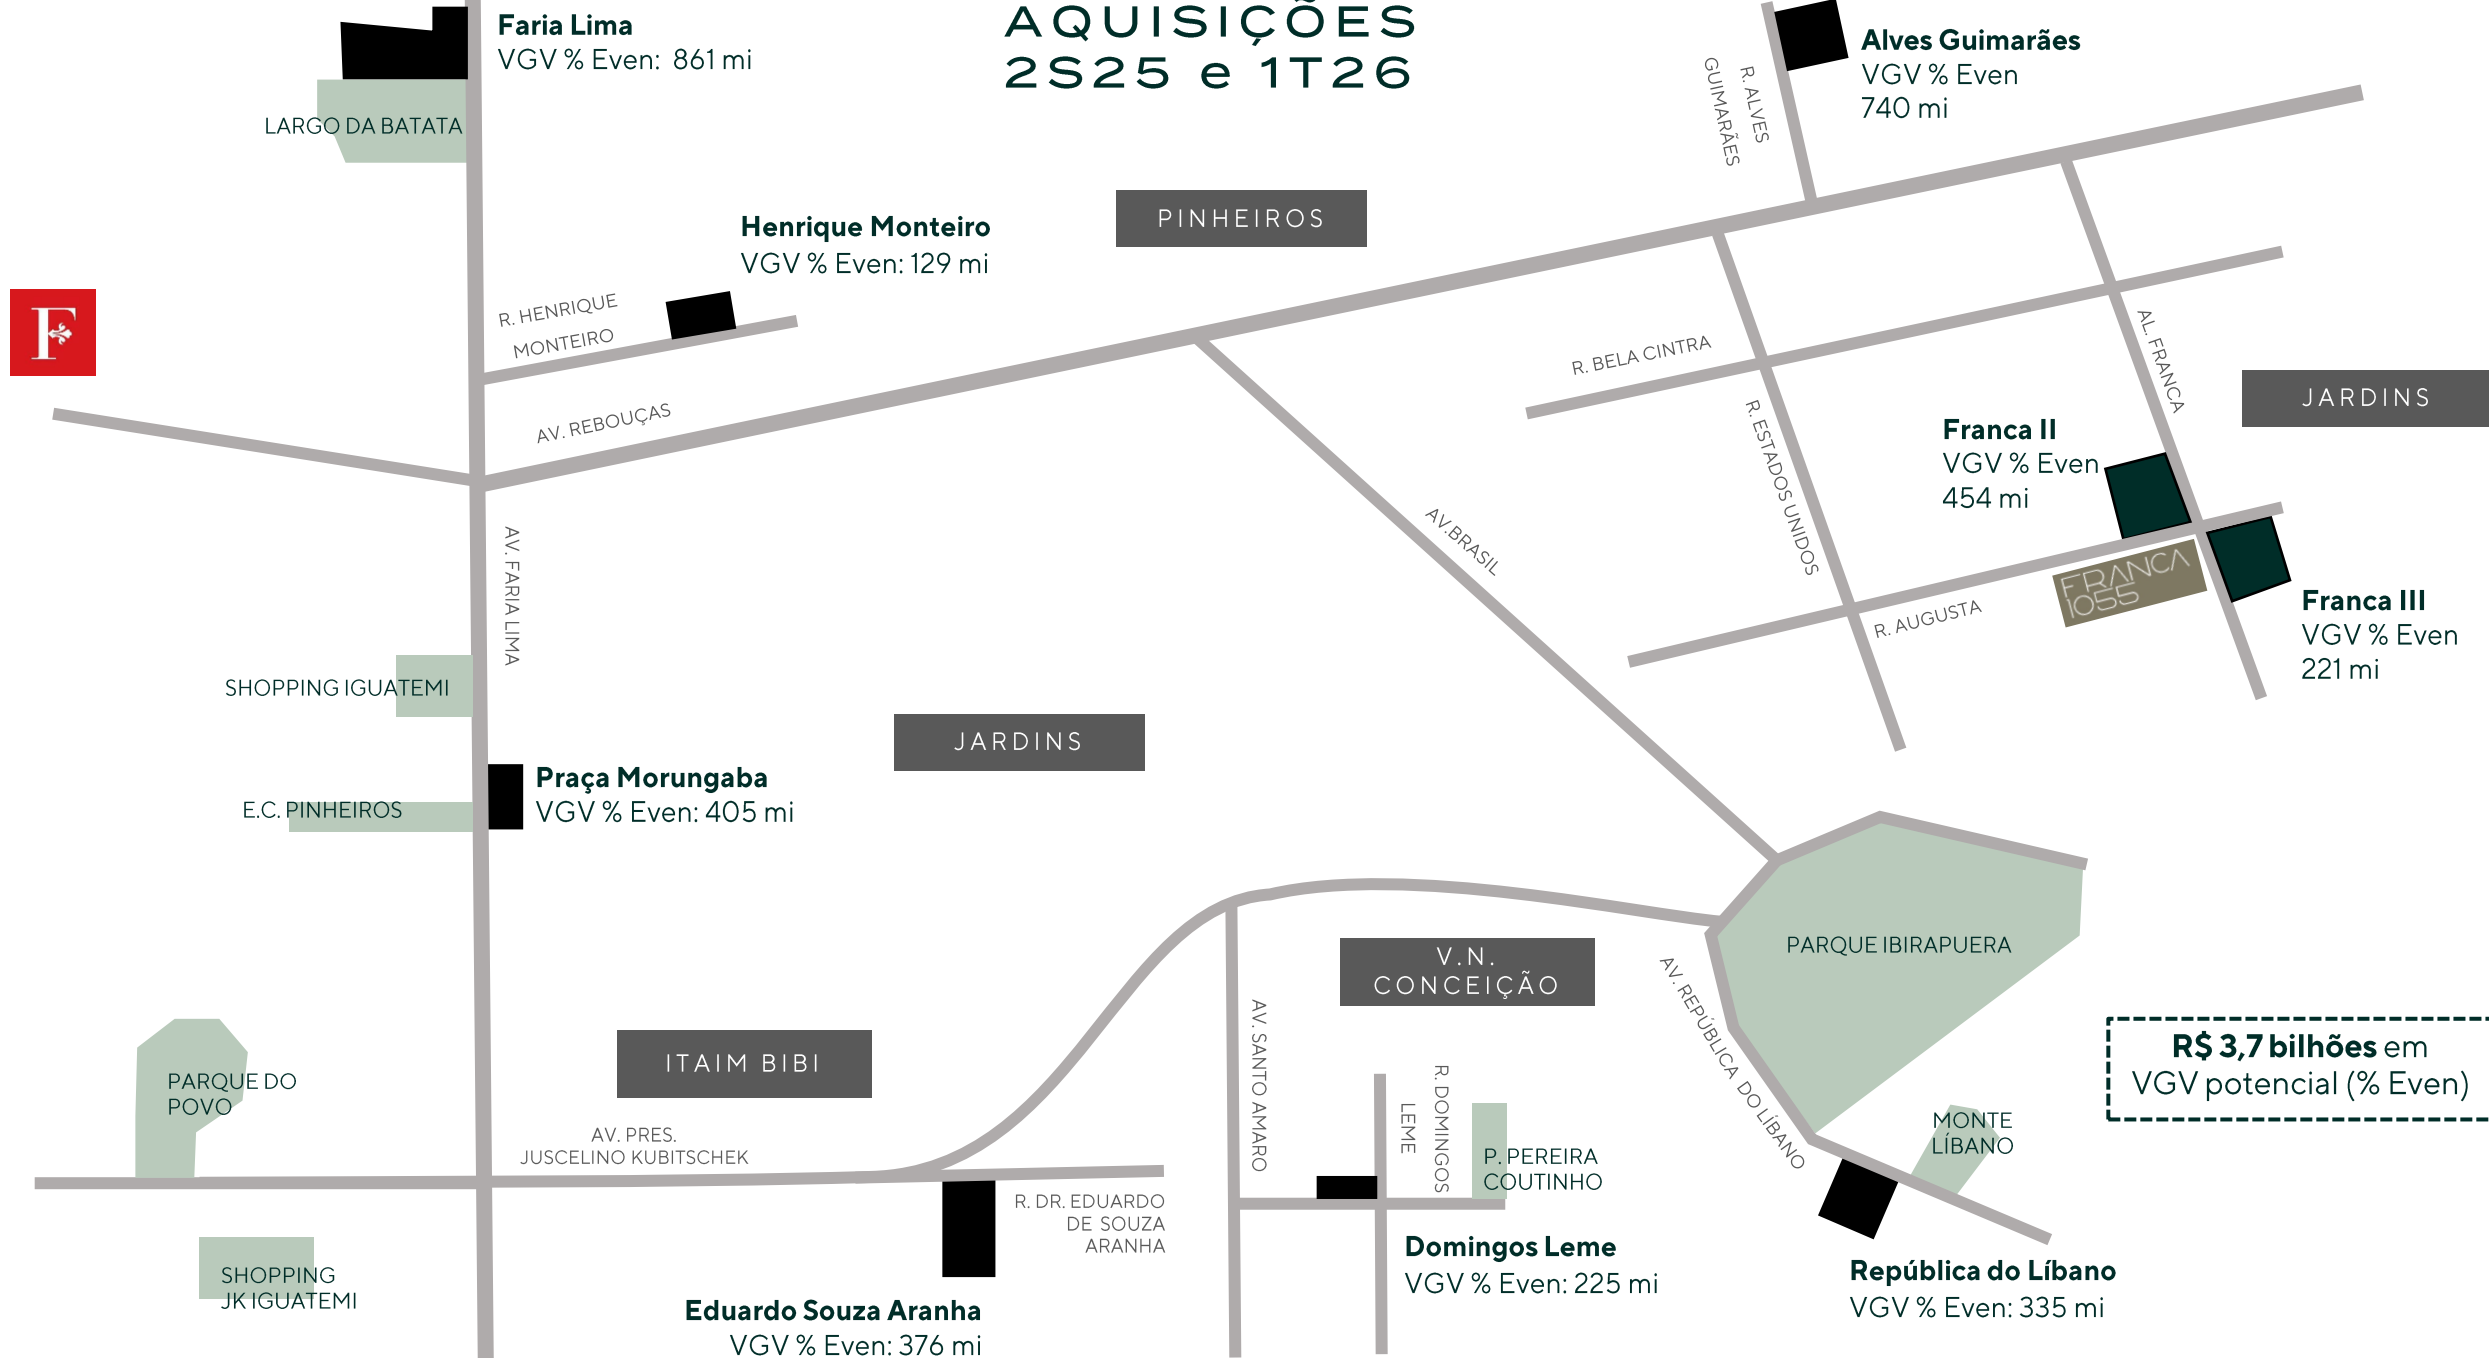 AQUISIÇÕES
2S25 e 1T26
Faria Lima
VGV % Even: 861 mi
LARGO DA BATATA
Alves Guimarães
VGV % Even
740 mi
R. ALVES
GUIMARÃES
PINHEIROS
Henrique Monteiro
VGV % Even: 129 mi
R. HENRIQUE
MONTEIRO
F
AV. REBOUÇAS
R. BELA CINTRA
AL. FRANCA
JARDINS
Franca II
VGV % Even
454 mi
R. ESTADOS UNIDOS
AV.BRASIL
AV. FARIA LIMA
FRANCA
1055
R. AUGUSTA
Franca III
VGV % Even
221 mi
SHOPPING IGUATEMI
JARDINS
Praça Morungaba
VGV % Even: 405 mi
E.C. PINHEIROS
PARQUE IBIRAPUERA
V.N.
CONCEIÇÃO
AV. REPÚBLICA DO LÍBANO
AV. SANTO AMARO
ITAIM BIBI
R$ 3,7 bilhões em
VGV potencial (% Even)
PARQUE DO
POVO
AV. PRES.
JUSCELINO KUBITSCHEK
R. DOMINGOS
LEME
P. PEREIRA
COUTINHO
MONTE
LÍBANO
R. DR. EDUARDO
DE SOUZA
ARANHA
SHOPPING
JK IGUATEMI
Domingos Leme
VGV % Even: 225 mi
República do Líbano
VGV % Even: 335 mi
Eduardo Souza Aranha
VGV % Even: 376 mi